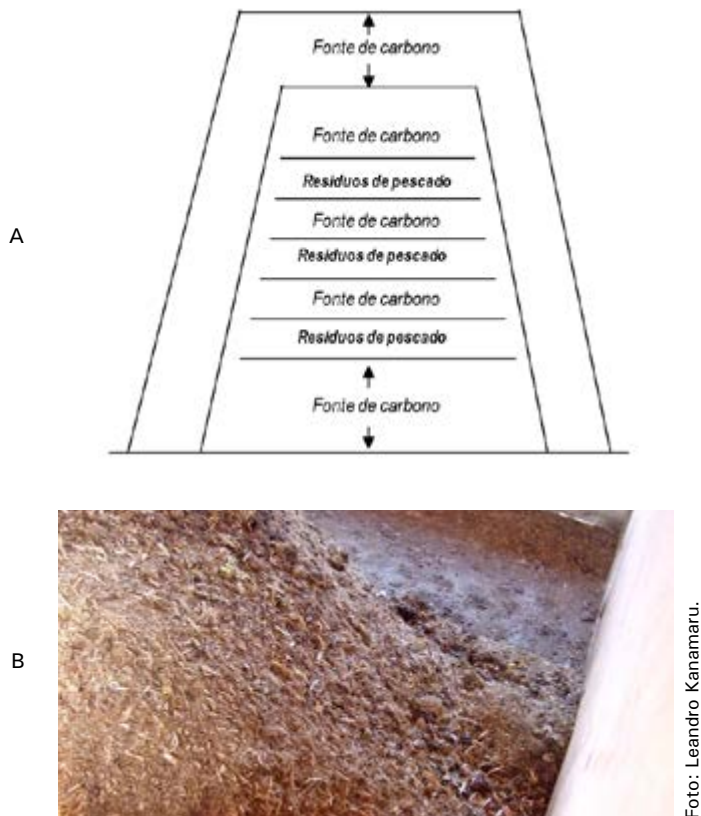 Fonte de carbono
Fonte de carbono
Resíduos de pescado
Fonte de carbono
Resíduos de pescado
Fonte de carbono
Resíduos de pescado
Fonte de carbono
A
B
Foto: Leandro Kanamaru.